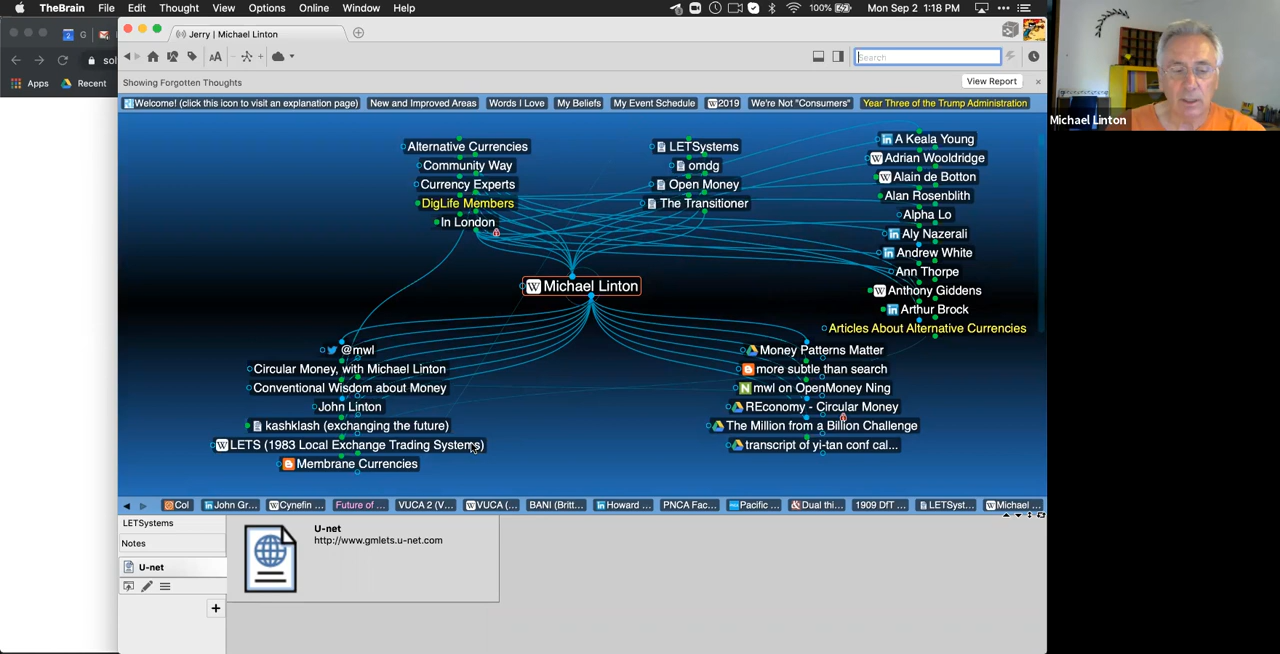 TheBrain File Edit Thought View Options Online Window Help
100%
Mon Sep 2 1:18 PM
G
sol
Apps
Recent
Jerry | Michael Linton
AA
Search
Showing Forgotten Thoughts
View Report
Welcome! (click this icon to visit an explanation page)
New and Improved Areas
Words I Love
My Beliefs
My Event Schedule
2019
We're Not "Consumers"
Year Three of the Trump Administration
Alternative Currencies
Community Way
Currency Experts
DigLife Members
In London
LETSystems
omdg
Open Money
The Transitioner
A Keala Young
Adrian Wooldridge
Alain de Botton
Alan Rosenblith
Alpha Lo
Aly Nazerali
Andrew White
Ann Thorpe
Anthony Giddens
Arthur Brock
Articles About Alternative Currencies
Michael Linton
@mwl
Circular Money, with Michael Linton
Conventional Wisdom about Money
John Linton
kashklash (exchanging the future)
LETS (1983 Local Exchange Trading Systems)
Membrane Currencies
Money Patterns Matter
more subtle than search
mwl on OpenMoney Ning
REconomy - Circular Money
The Million from a Billion Challenge
transcript of yi-tan conf cal...
Col
John Gr...
Cynefin ...
Future of ...
VUCA 2 (V...
VUCA (...
BANI (Britt...
Howard ...
PNCA Fac...
Pacific ...
Dual thi...
1909 DfT ...
LETSyst...
Michael ...
LETSystems
Notes
U-net
U-net
http://www.gmlets.u-net.com
Michael Linton